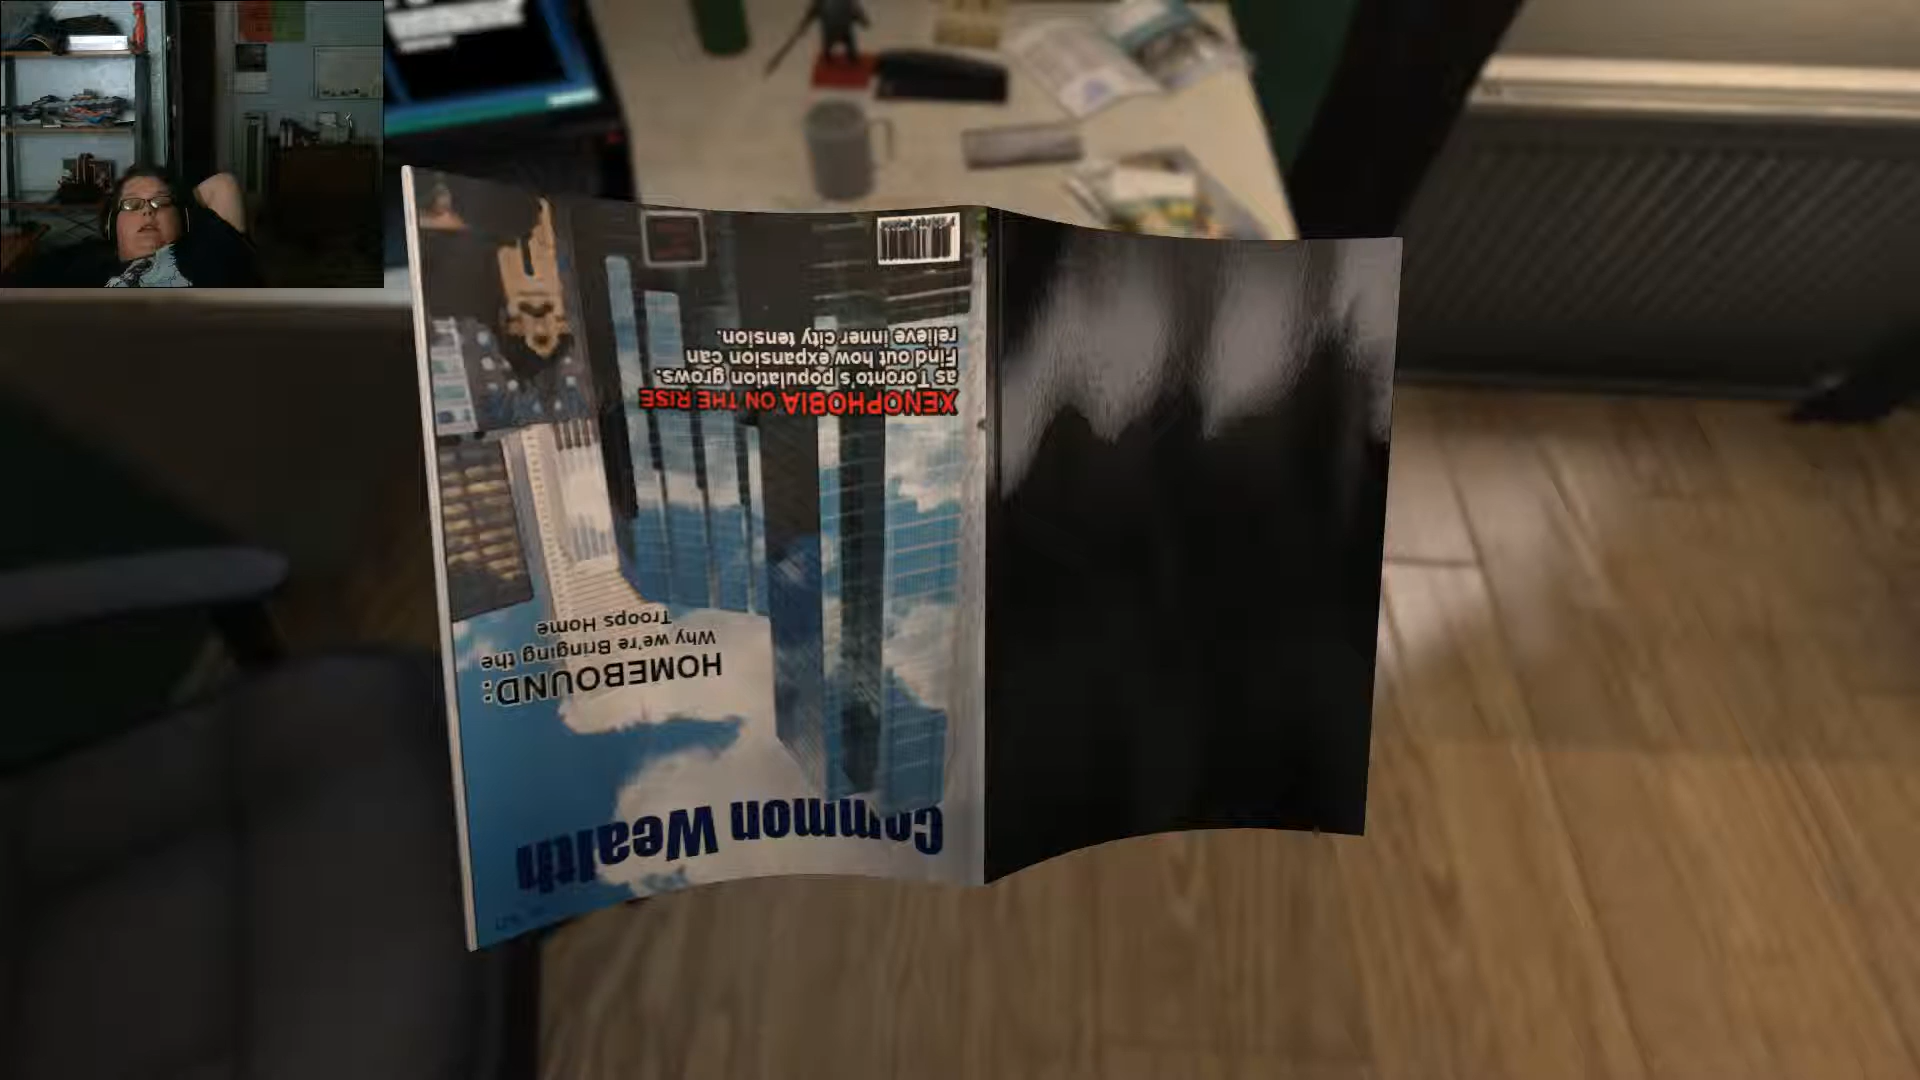 Common Wealth
HOMEBOUND:
Why we're Bringing the
Troops Home
XENOPHOBIA ON THE RISE
as Toronto's population grows.
Find out how expansion can
relieve inner city tension.